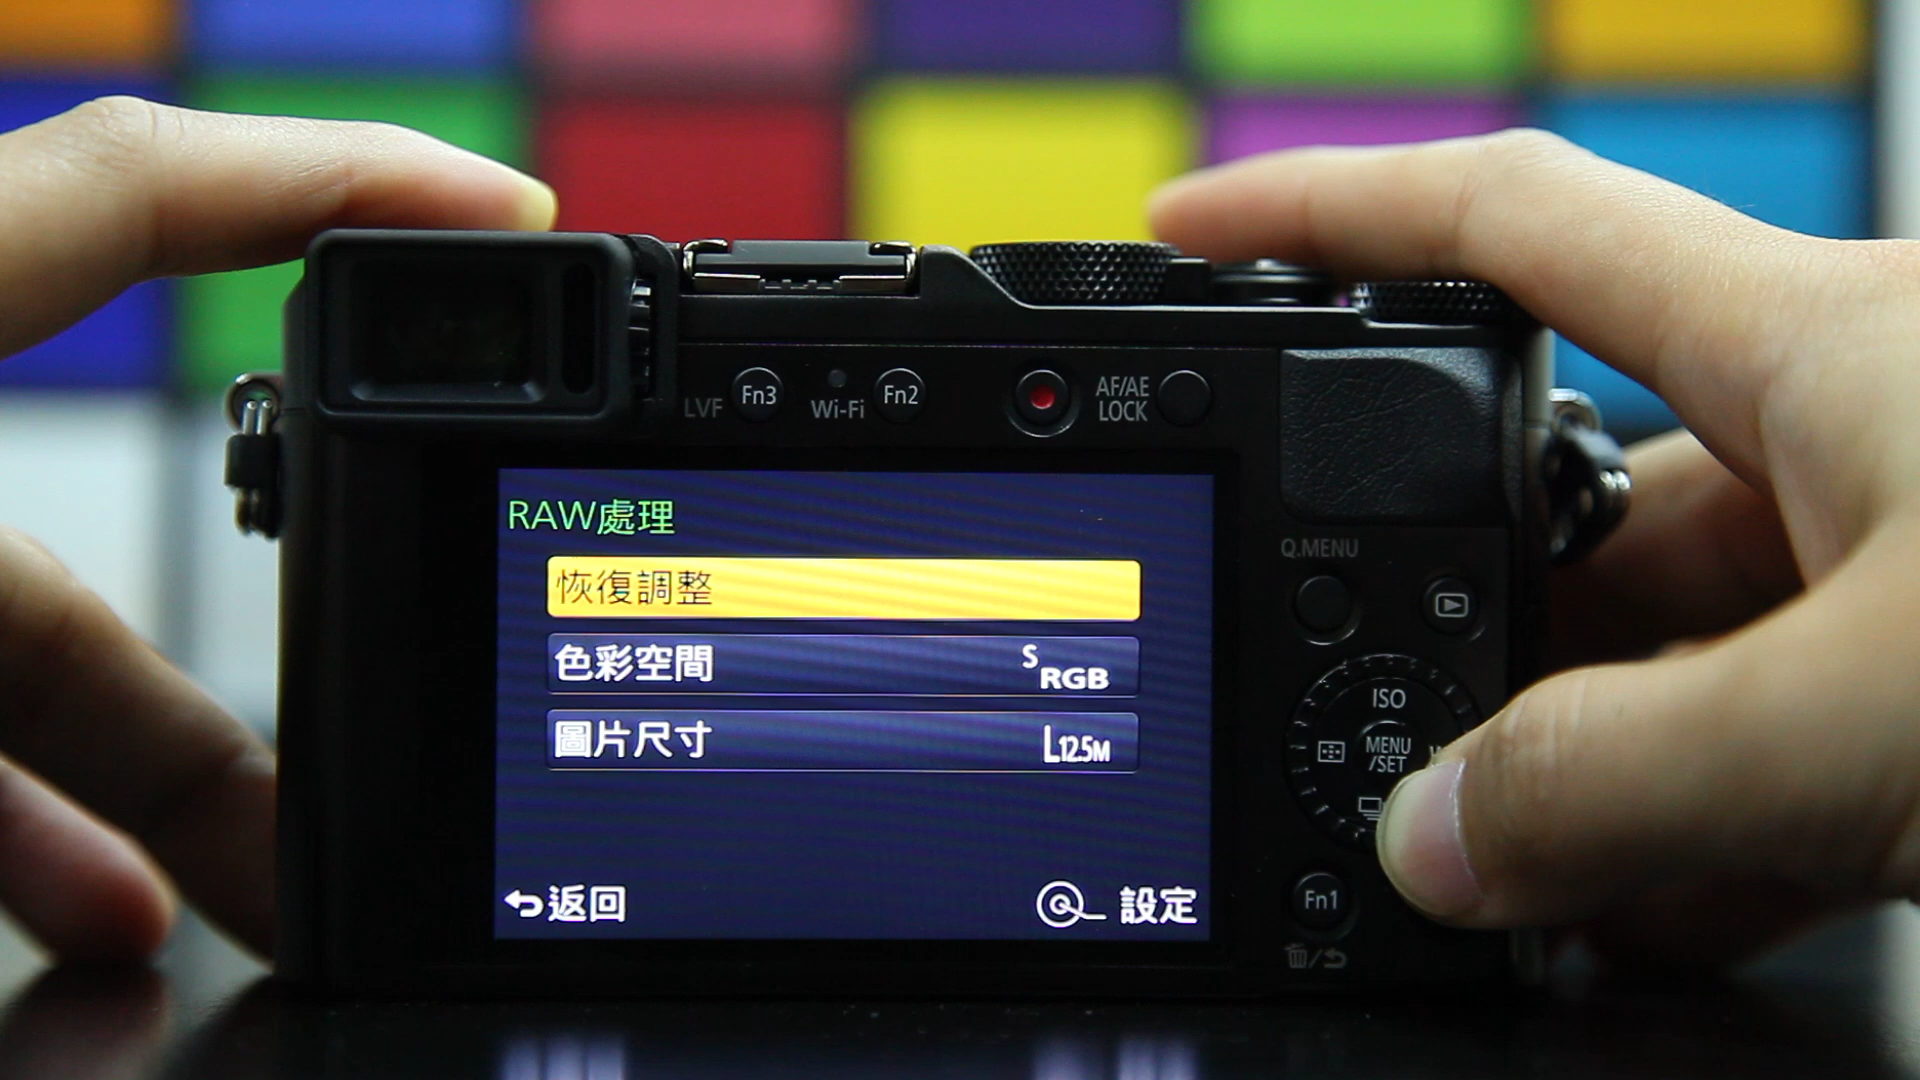 LVF Fn3 Wi-Fi Fn2 AF/AE LOCK
RAW處理
恢復調整
色彩空間 SRGB
圖片尺寸 L12.5M
返回 設定
Q.MENU
ISO
MENU
/SET
Fn1